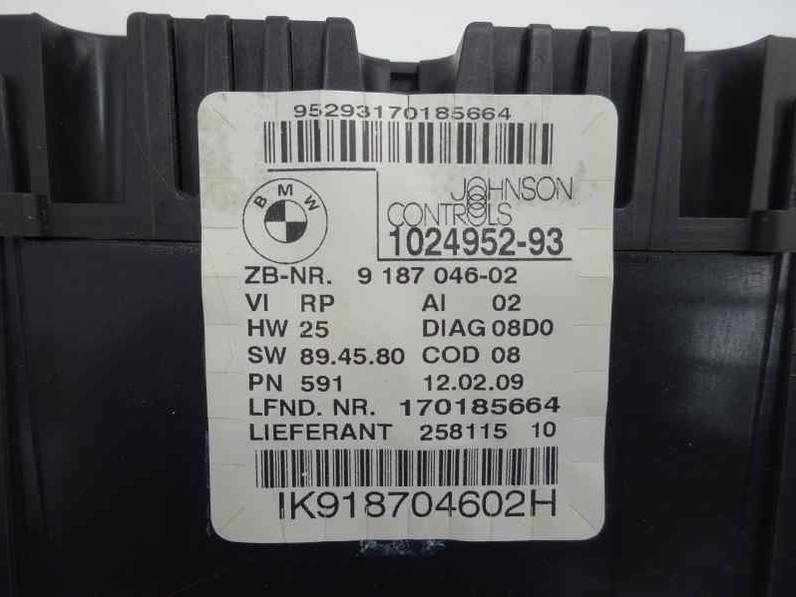 95293170185664
BMW
JOHNSON
CONTROLS
1024952-93
ZB-NR. 9 187 046-02
VI RP AI 02
HW 25 DIAG 08D0
SW 89.45.80 COD 08
PN 591 12.02.09
LFND. NR. 170185664
LIEFERANT 258115 10
IK918704602H